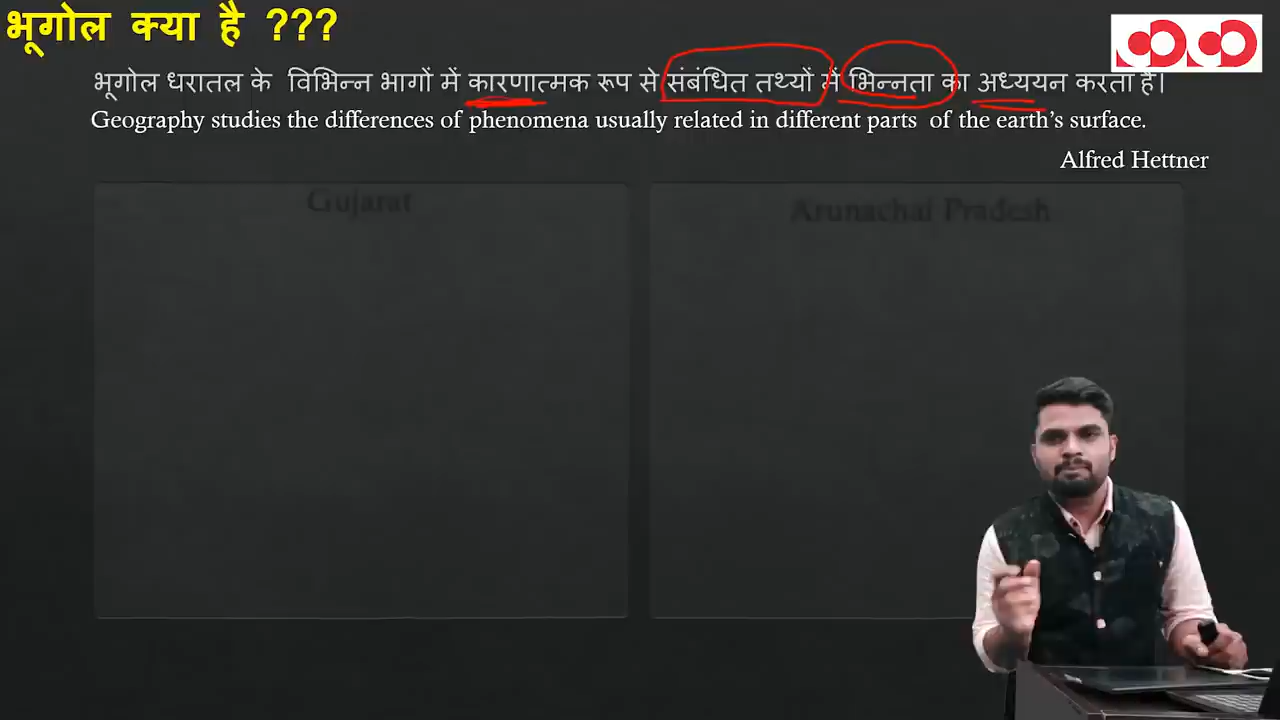 भूगोल क्या है ???
भूगोल धरातल के विभिन्न भागों में कारणात्मक रूप से संबंधित तथ्यों में भिन्नता का अध्ययन करता है।
Geography studies the differences of phenomena usually related in different parts of the earth's surface.
Alfred Hettner
Gujarat
Arunachal Pradesh